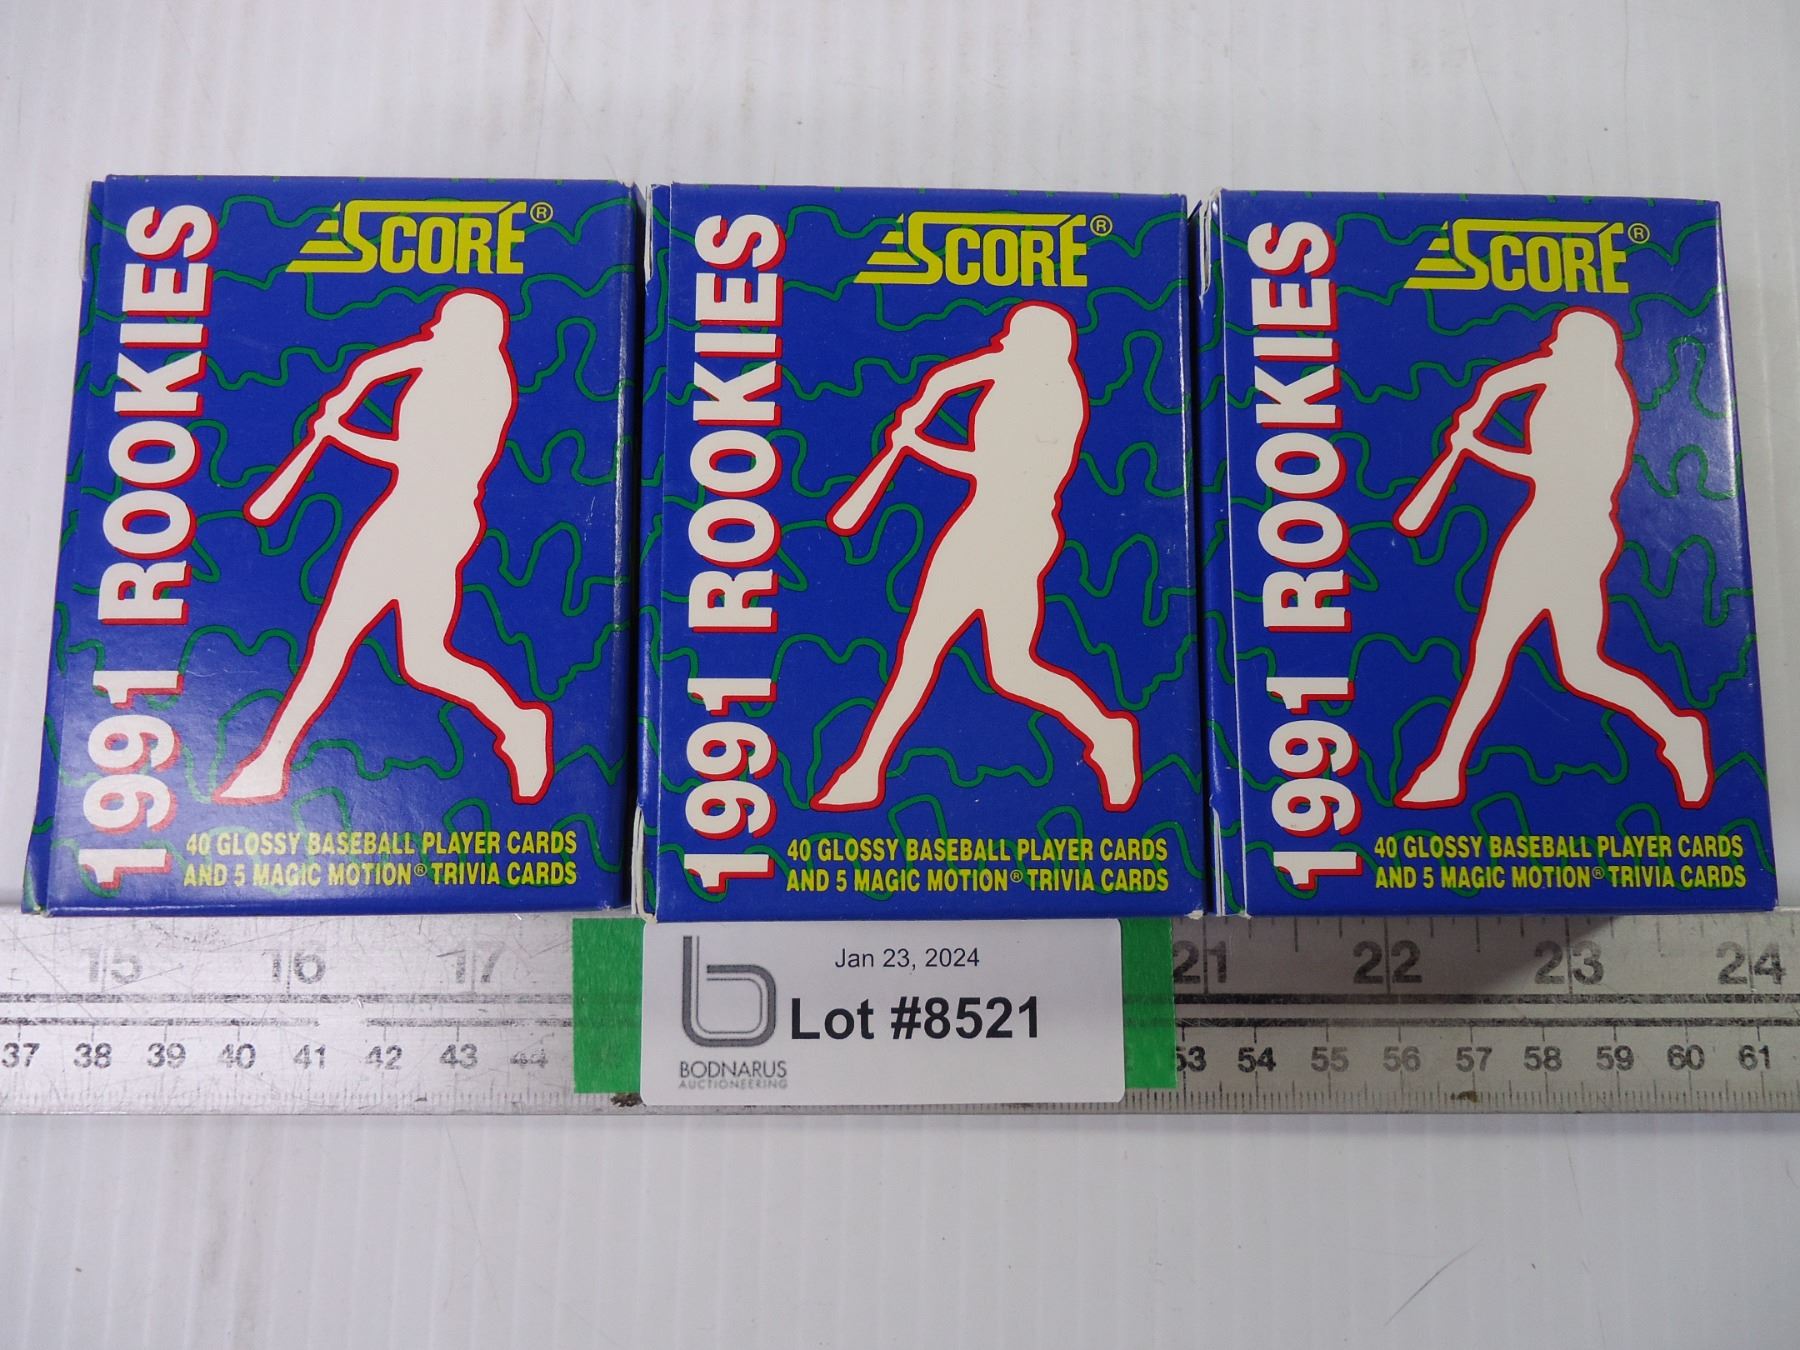 SCORE®
1991 ROOKIES
40 GLOSSY BASEBALL PLAYER CARDS
AND 5 MAGIC MOTION® TRIVIA CARDS
SCORE®
1991 ROOKIES
40 GLOSSY BASEBALL PLAYER CARDS
AND 5 MAGIC MOTION® TRIVIA CARDS
SCORE®
1991 ROOKIES
40 GLOSSY BASEBALL PLAYER CARDS
AND 5 MAGIC MOTION® TRIVIA CARDS
15 16 17 21 22 23 24
Jan 23, 2024
Lot #8521
BODNARUS
AUCTIONEERING
37 38 39 40 41 42 43 44 53 54 55 56 57 58 59 60 61